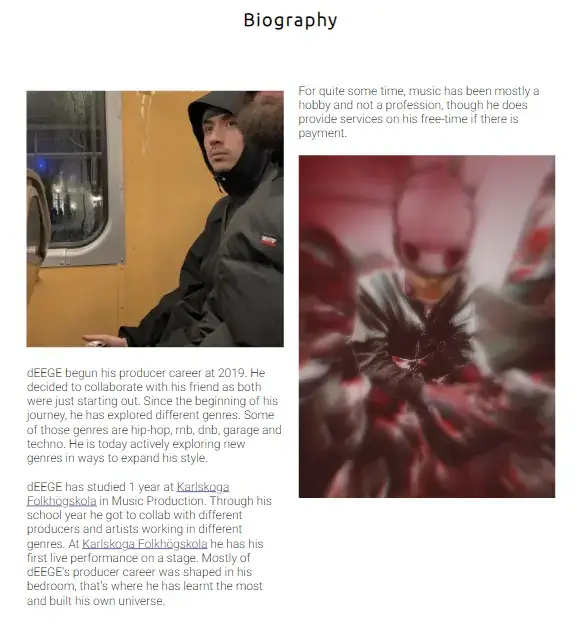 Biography
dEEGE begun his producer career at 2019. He
decided to collaborate with his friend as both
were just starting out. Since the beginning of his
journey, he has explored different genres. Some
of those genres are hip-hop, rnb, dnb, garage and
techno. He is today actively exploring new
genres in ways to expand his style.
dEEGE has studied 1 year at Karlskoga
Folkhögskola in Music Production. Through his
school year he got to collab with different
producers and artists working in different
genres. At Karlskoga Folkhögskola he has his
first live performance on a stage. Mostly of
dEEGE's producer career was shaped in his
bedroom, that's where he has learnt the most
and built his own universe.
For quite some time, music has been mostly a
hobby and not a profession, though he does
provide services on his free-time if there is
payment.